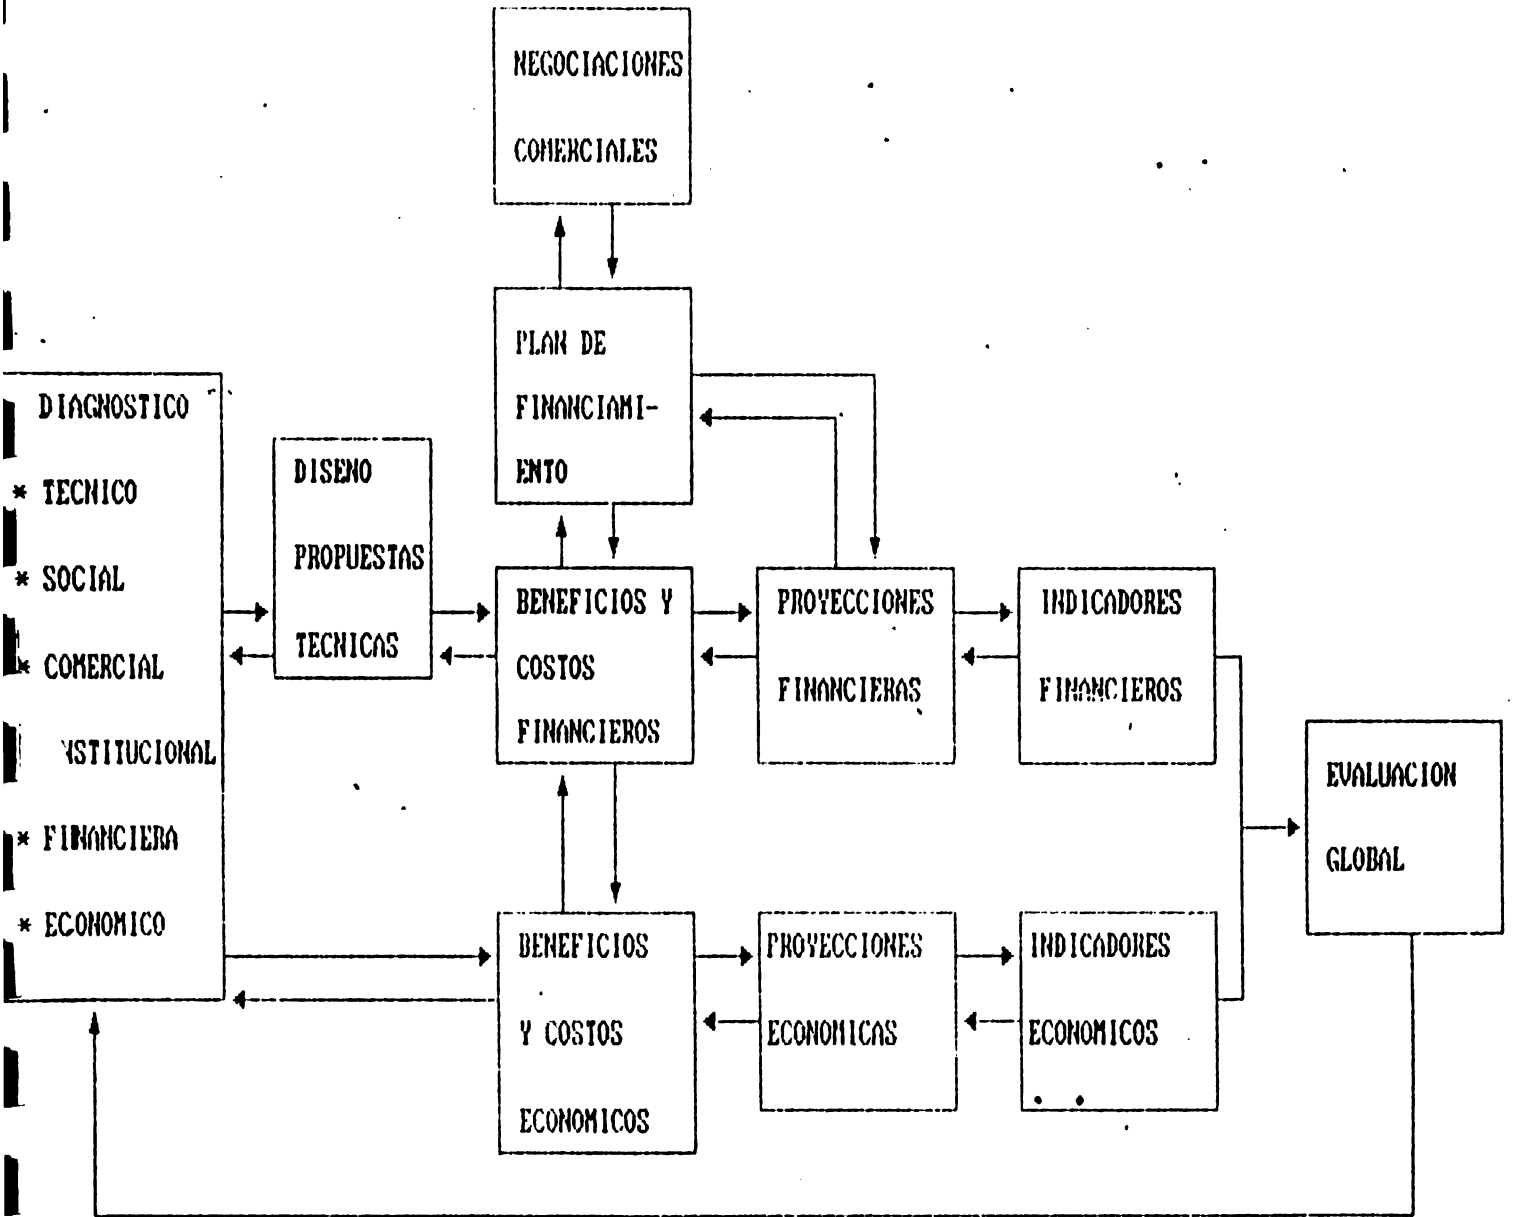 NEGOCIACIONES
COMERCIALES
PLAN DE
FINANCIAMI-
ENTO
DIAGNOSTICO
* TECNICO
* SOCIAL
* COMERCIAL
NSTITUCIONAL
* FINANCIERA
* ECONOMICO
DISENO
PROPUESTAS
TECNICAS
BENEFICIOS Y
COSTOS
FINANCIEROS
PROYECCIONES
FINANCIERAS
INDICADORES
FINANCIEROS
EVALUACION
GLOBAL
BENEFICIOS
Y COSTOS
ECONOMICOS
PROYECCIONES
ECONOMICAS
INDICADORES
ECONOMICOS